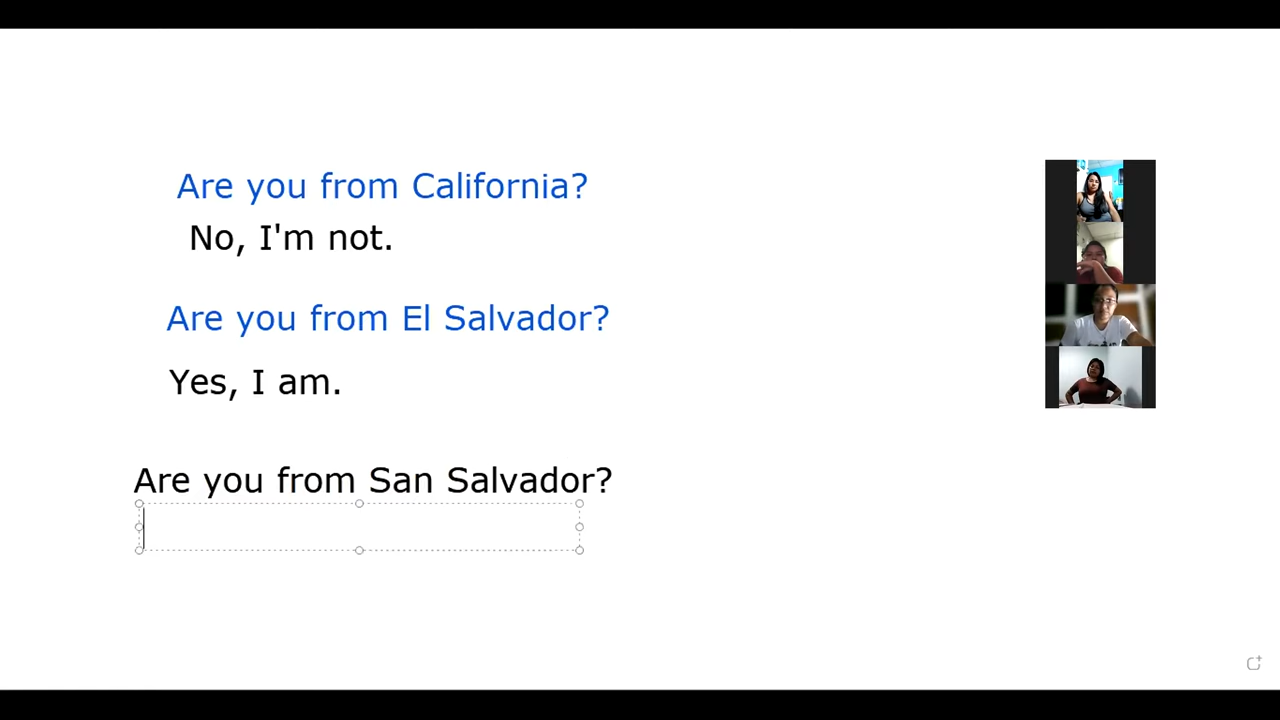 Are you from California?
No, I'm not.
Are you from El Salvador?
Yes, I am.
Are you from San Salvador?